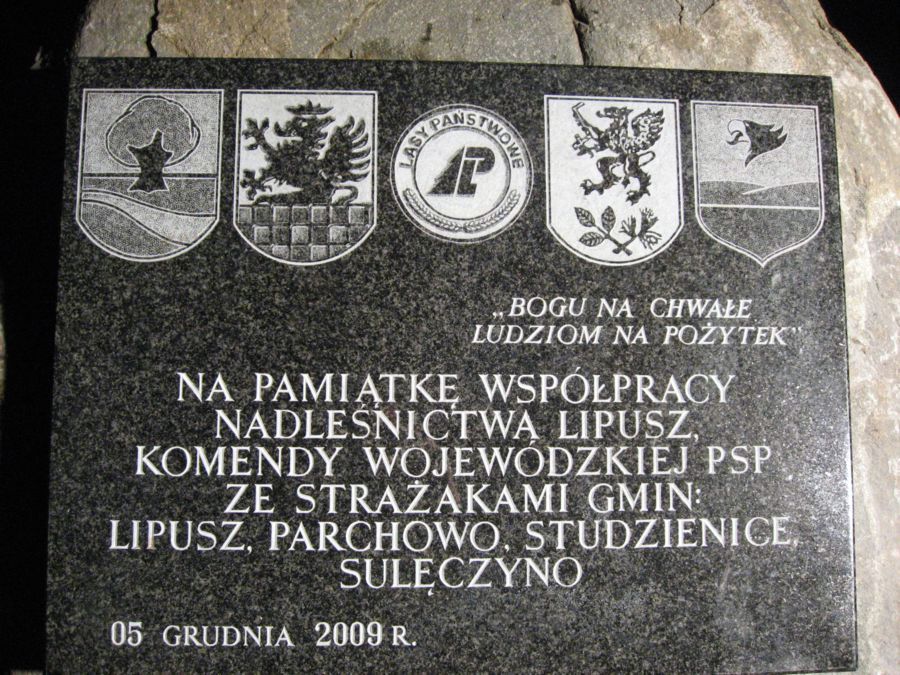 LASY PAŃSTWOWE
LP
„BOGU NA CHWAŁĘ
LUDZIOM NA POŻYTEK"
NA PAMIĄTKĘ WSPÓŁPRACY
NADLEŚNICTWA LIPUSZ,
KOMENDY WOJEWÓDZKIEJ PSP
ZE STRAŻAKAMI GMIN:
LIPUSZ, PARCHOWO, STUDZIENICE,
SULĘCZYNO
05 GRUDNIA 2009 R.